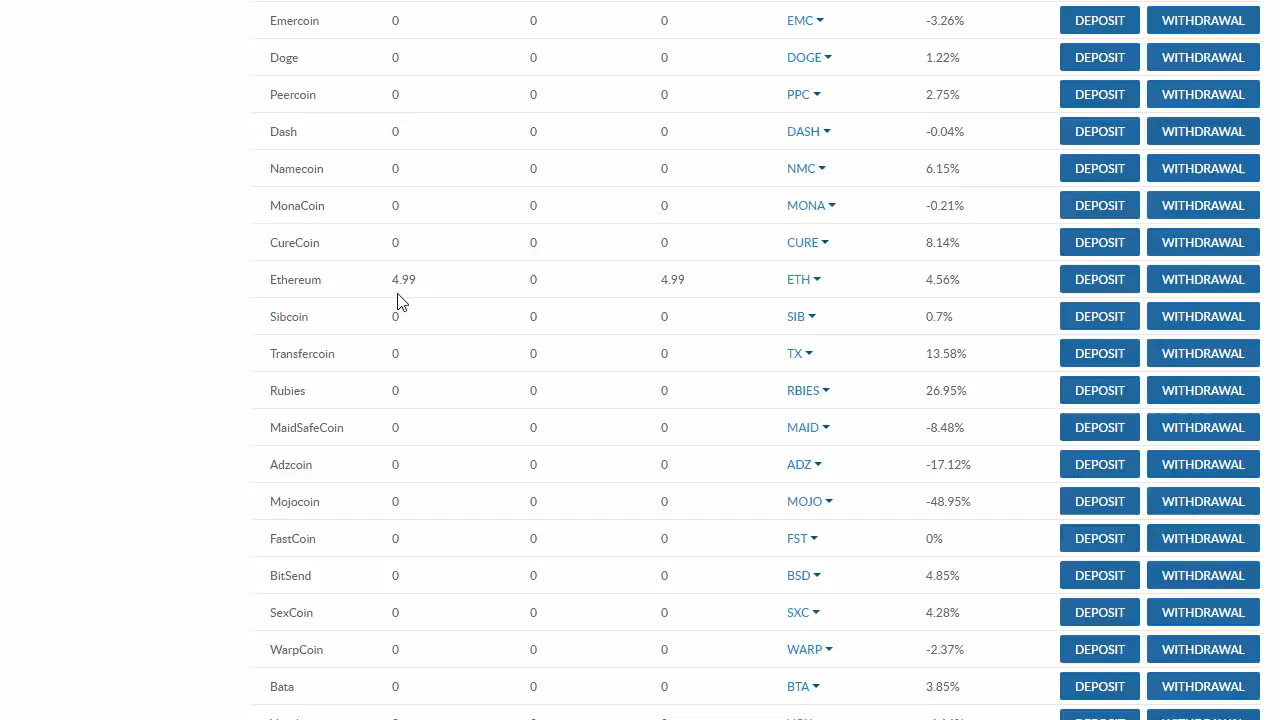 Emercoin 0 0 0 EMC -3.26% DEPOSIT WITHDRAWAL
Doge 0 0 0 DOGE 1.22% DEPOSIT WITHDRAWAL
Peercoin 0 0 0 PPC 2.75% DEPOSIT WITHDRAWAL
Dash 0 0 0 DASH -0.04% DEPOSIT WITHDRAWAL
Namecoin 0 0 0 NMC 6.15% DEPOSIT WITHDRAWAL
MonaCoin 0 0 0 MONA -0.21% DEPOSIT WITHDRAWAL
CureCoin 0 0 0 CURE 8.14% DEPOSIT WITHDRAWAL
Ethereum 4.99 0 4.99 ETH 4.56% DEPOSIT WITHDRAWAL
Sibcoin 0 0 0 SIB 0.7% DEPOSIT WITHDRAWAL
Transfercoin 0 0 0 TX 13.58% DEPOSIT WITHDRAWAL
Rubies 0 0 0 RBIES 26.95% DEPOSIT WITHDRAWAL
MaidSafeCoin 0 0 0 MAID -8.48% DEPOSIT WITHDRAWAL
Adzcoin 0 0 0 ADZ -17.12% DEPOSIT WITHDRAWAL
Mojocoin 0 0 0 MOJO -48.95% DEPOSIT WITHDRAWAL
FastCoin 0 0 0 FST 0% DEPOSIT WITHDRAWAL
BitSend 0 0 0 BSD 4.85% DEPOSIT WITHDRAWAL
SexCoin 0 0 0 SXC 4.28% DEPOSIT WITHDRAWAL
WarpCoin 0 0 0 WARP -2.37% DEPOSIT WITHDRAWAL
Bata 0 0 0 BTA 3.85% DEPOSIT WITHDRAWAL
DEPOSIT WITHDRAWAL